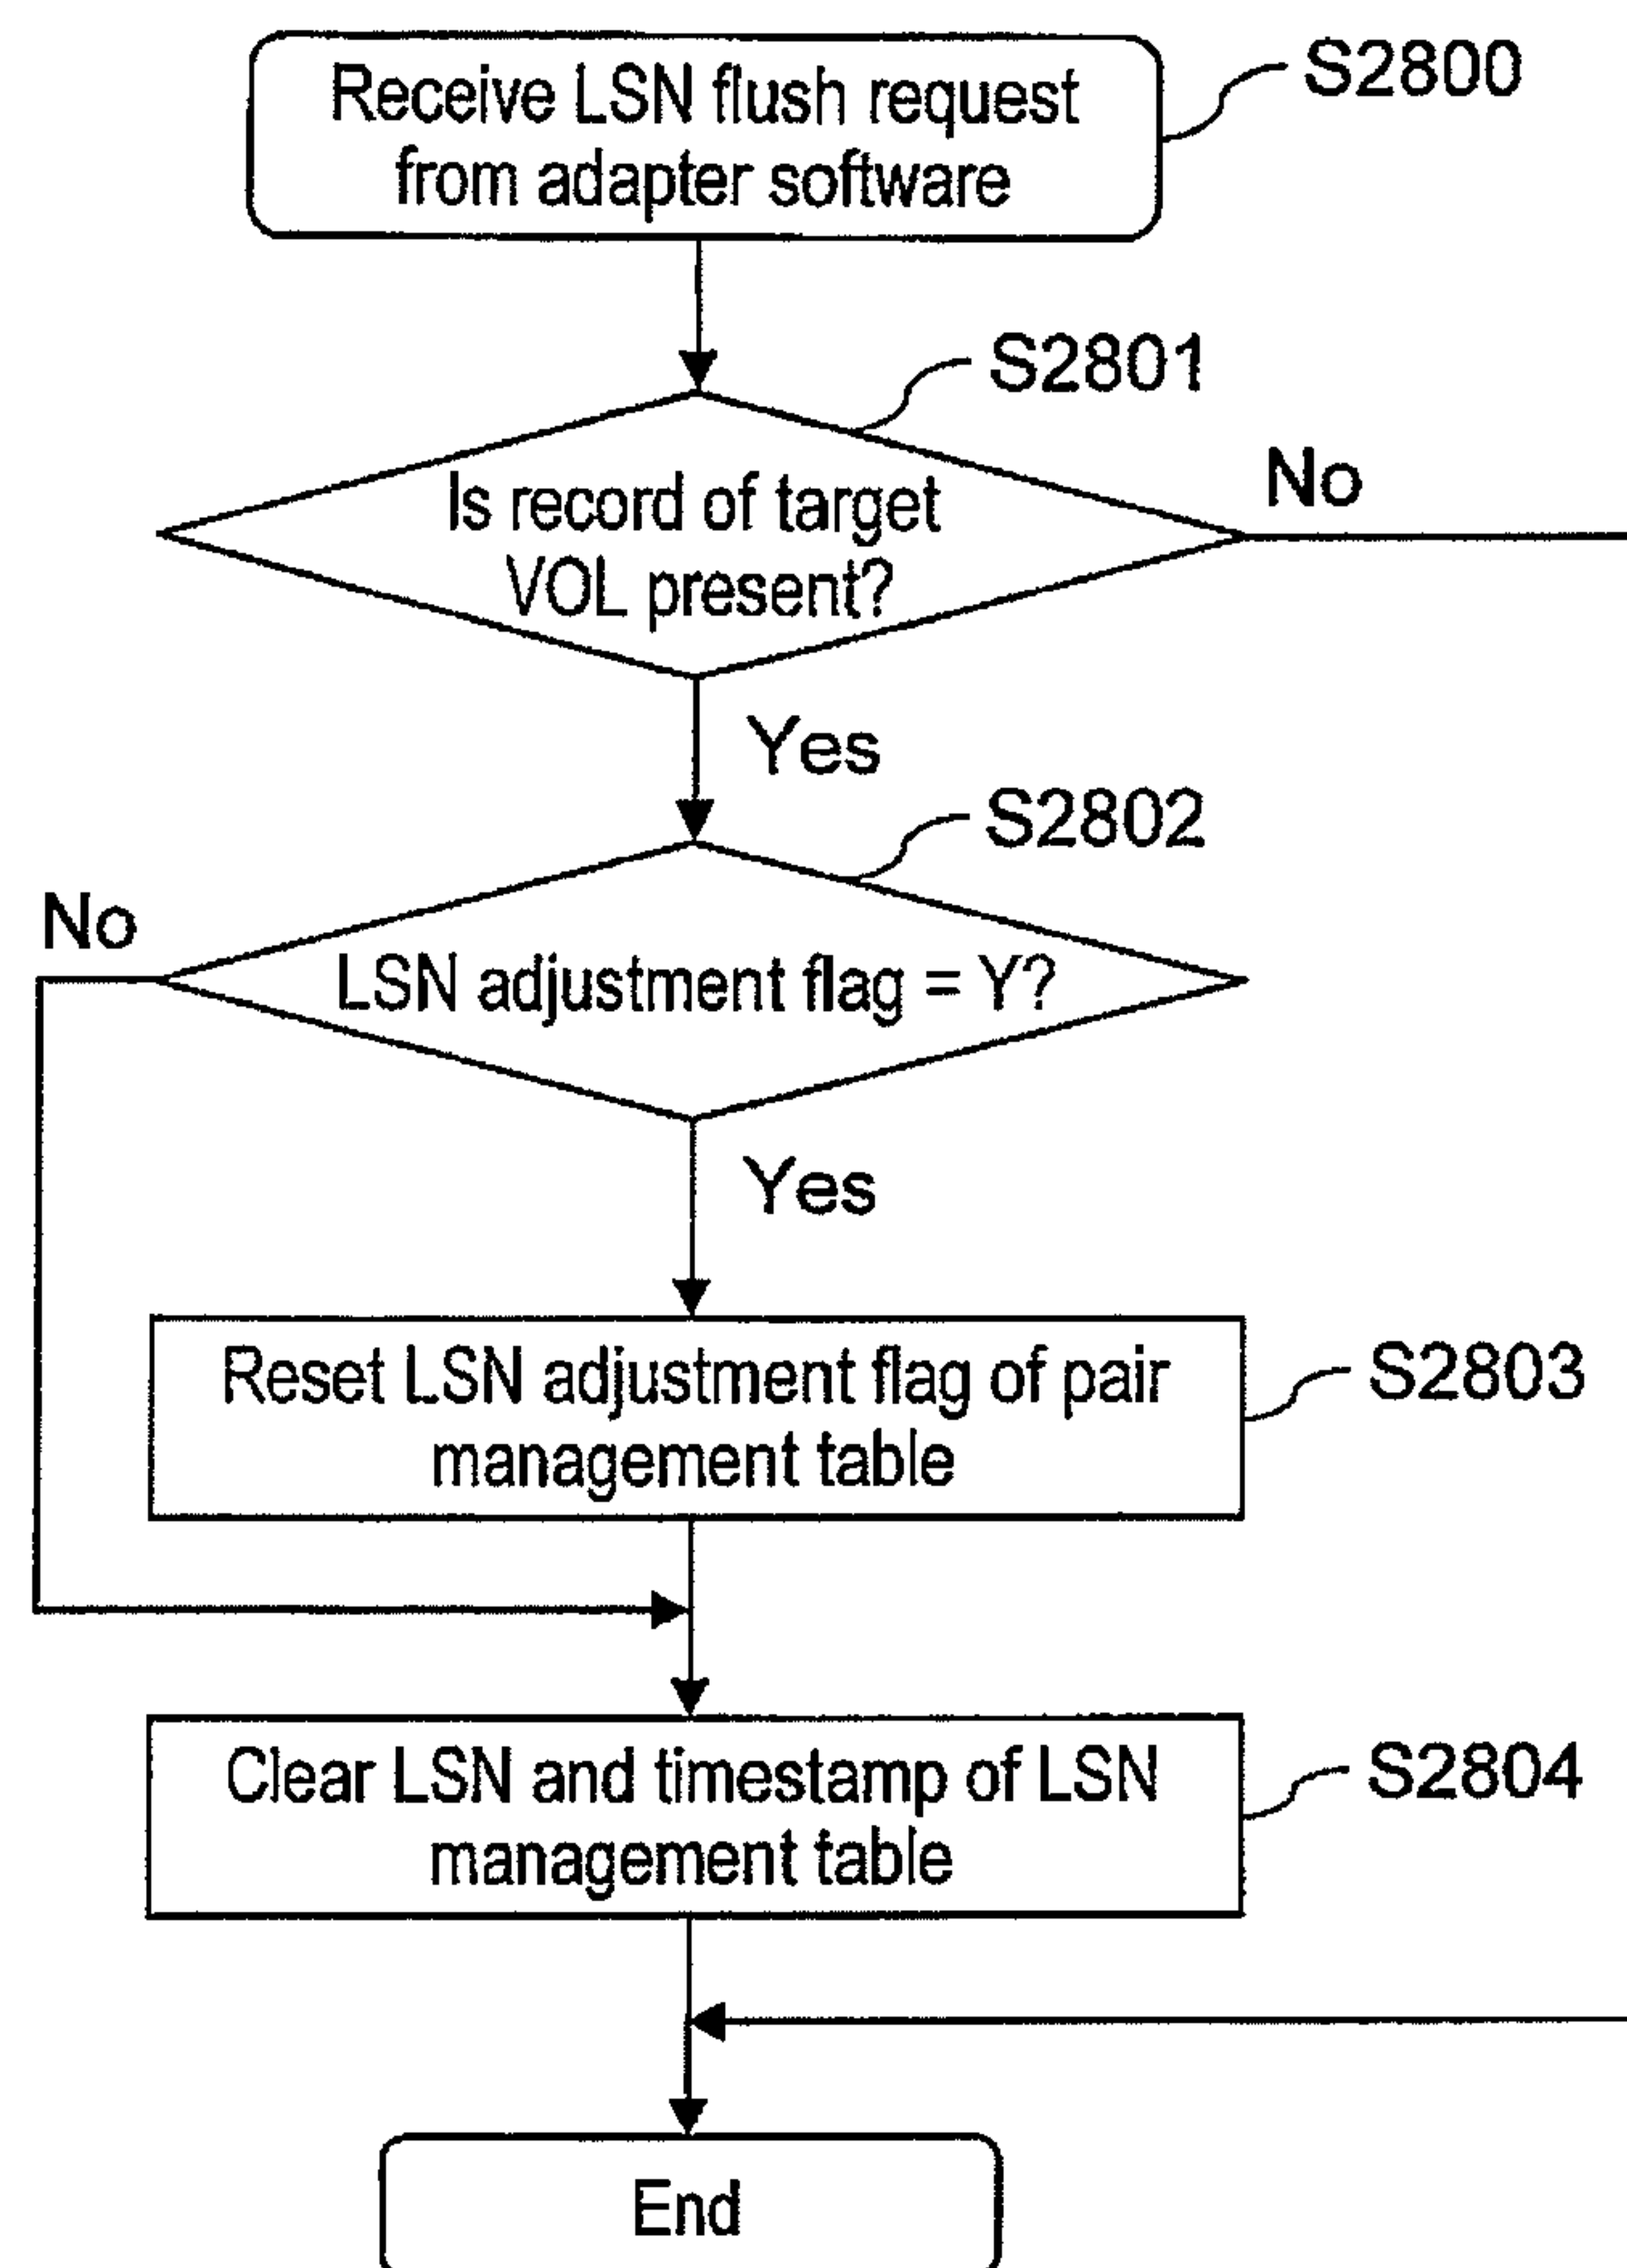 Receive LSN flush request
from adapter software
S2800
S2801
Is record of target
VOL present?
No
Yes
S2802
No
LSN adjustment flag = Y?
Yes
Reset LSN adjustment flag of pair
management table
S2803
Clear LSN and timestamp of LSN
management table
S2804
End